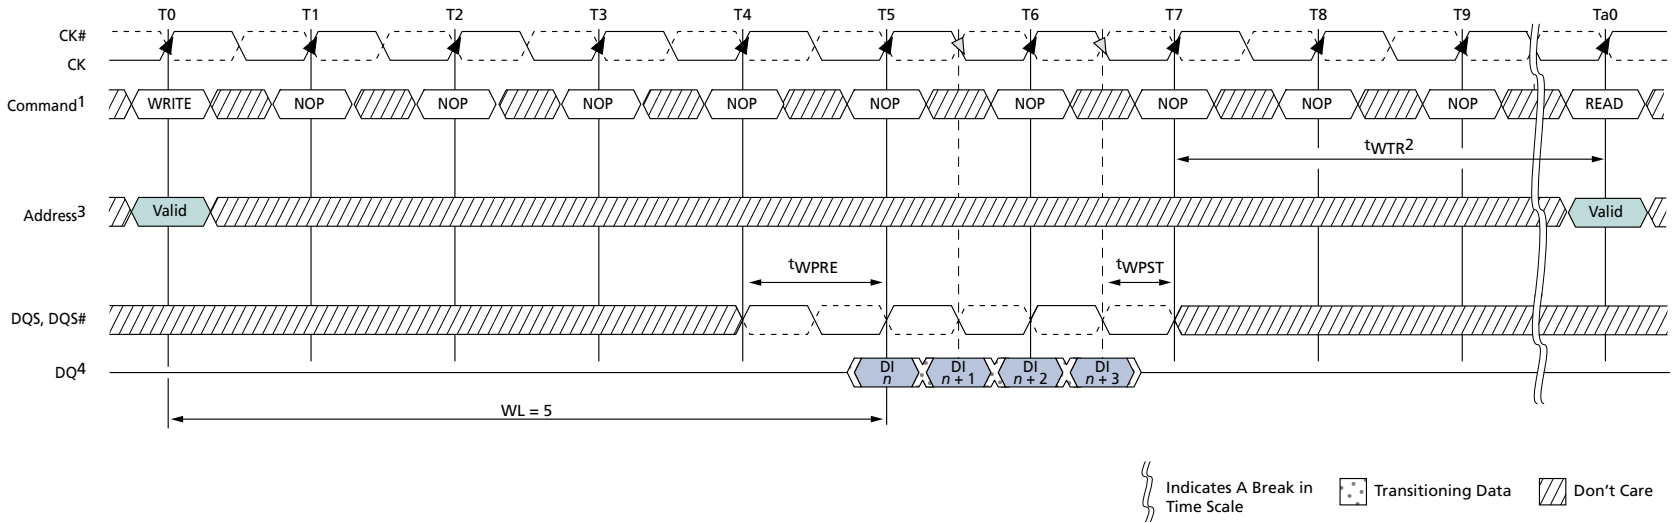 T0 T1 T2 T3 T4 T5 T6 T7 T8 T9 Ta0
CK#
CK
Command1 WRITE NOP NOP NOP NOP NOP NOP NOP NOP NOP READ
tWTR2
Address3 Valid Valid
tWPRE tWPST
DQS, DQS#
DQ4
DI n
DI n + 1
DI n + 2
DI n + 3
WL = 5
Indicates A Break in
Time Scale
Transitioning Data
Don't Care